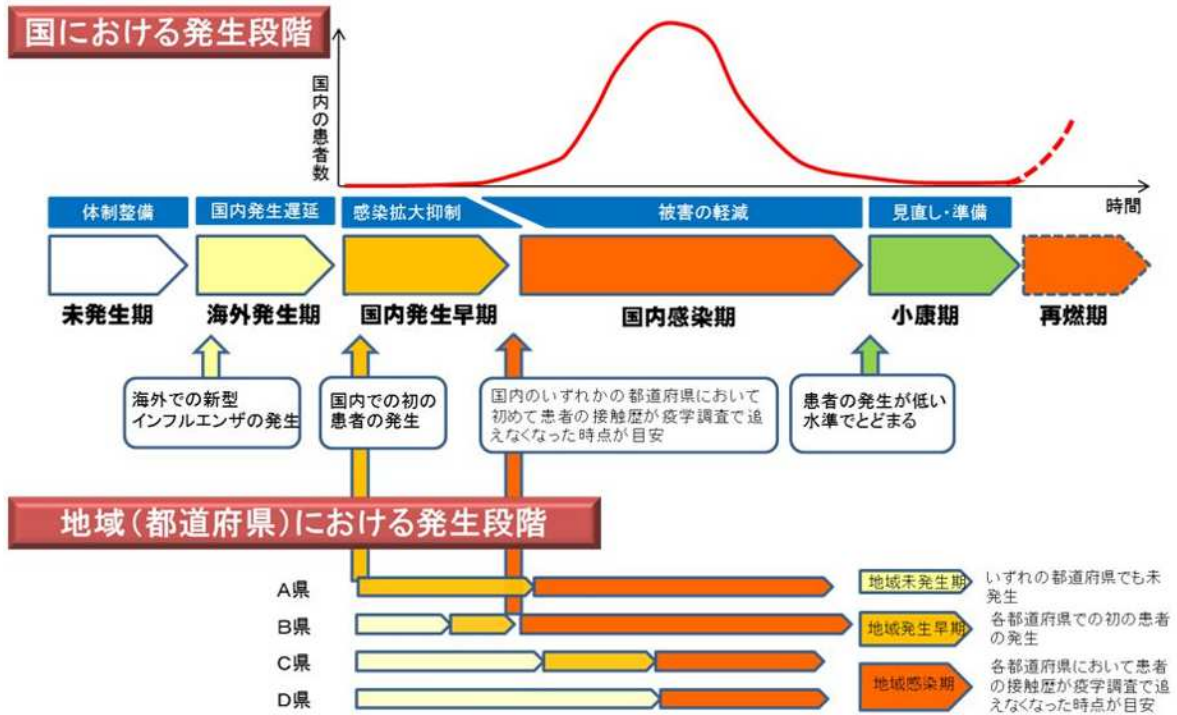 国における発生段階
国内の患者数
時間
体制整備
国内発生遅延
感染拡大抑制
被害の軽減
見直し・準備
未発生期
海外発生期
国内発生早期
国内感染期
小康期
再燃期
海外での新型
インフルエンザの発生
国内での初の
患者の発生
国内のいずれかの都道府県において
初めて患者の接触歴が疫学調査で追
えなくなった時点が目安
患者の発生が低い
水準でとどまる
地域(都道府県)における発生段階
A県
B県
C県
D県
地域未発生期
いずれの都道府県でも未
発生
地域発生早期
各都道府県での初の患者
の発生
地域感染期
各都道府県において患者
の接触歴が疫学調査で追
えなくなった時点が目安